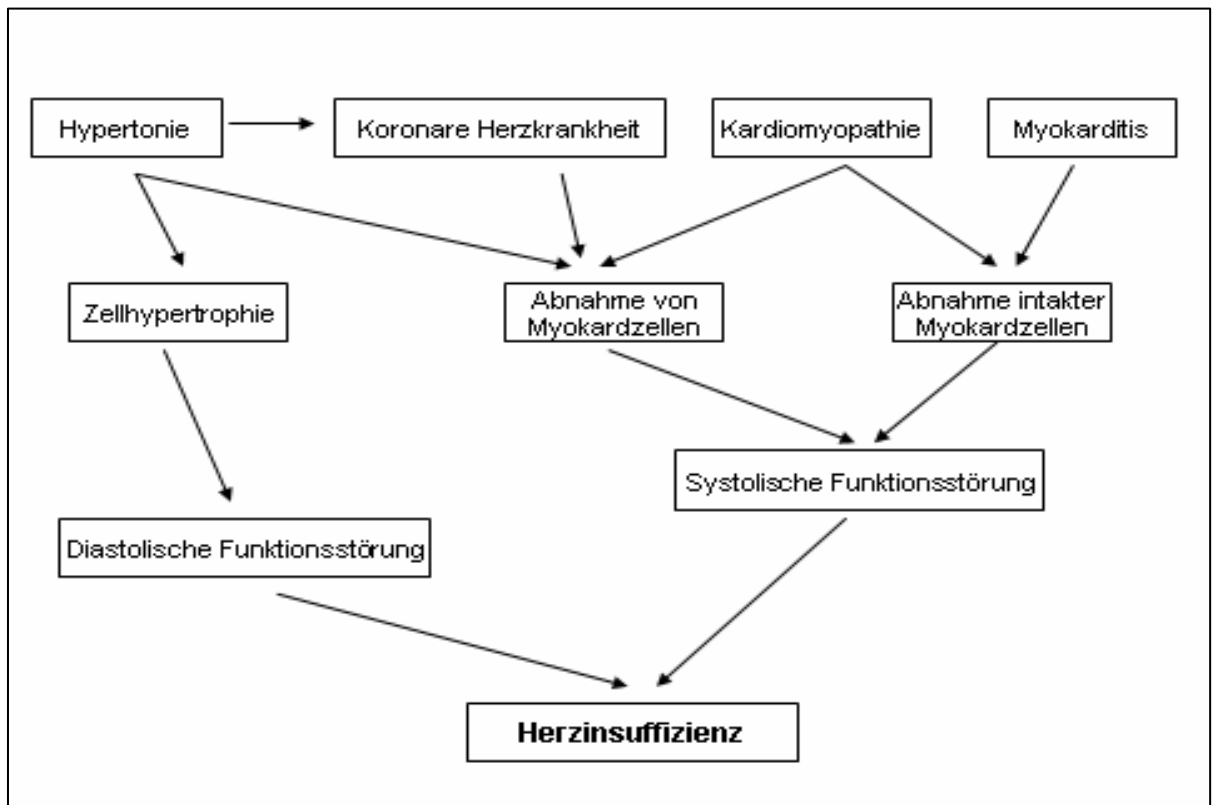 Hypertonie
Koronare Herzkrankheit
Kardiomyopathie
Myokarditis
Zellhypertrophie
Abnahme von
Myokardzellen
Abnahme intakter
Myokardzellen
Systolische Funktionsstörung
Diastolische Funktionsstörung
Herzinsuffizienz